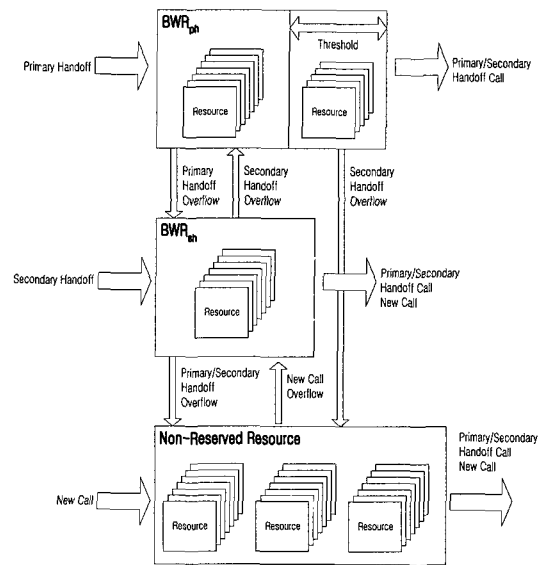 BWRph
Threshold
Primary Handoff
Resource
Resource
Primary/Secondary
Handoff Call
Primary
Handoff
Overflow
Secondary
Handoff
Overflow
Secondary
Handoff
Overflow
BWRsh
Secondary Handoff
Resource
Primary/Secondary
Handoff Call
New Call
Primary/Secondary
Handoff
Overflow
New Call
Overflow
Non-Reserved Resource
Primary/Secondary
Handoff Call
New Call
New Call
Resource
Resource
Resource